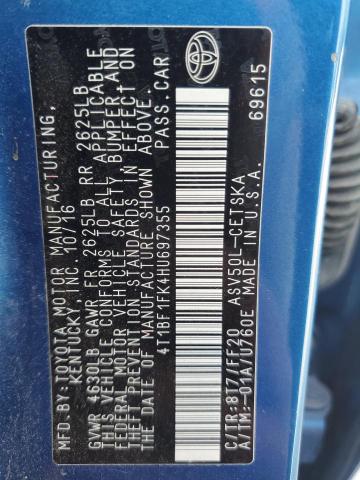 MFD.BY:TOYOTA MOTOR MANUFACTURING,
KENTUCKY, INC. 10/16
GVWR 4630LB GAWR FR 2625LB RR 2625LB
THIS VEHICLE CONFORMS TO ALL APPLICABLE
FEDERAL MOTOR VEHICLE SAFETY, BUMPER AND
THEFT PREVENTION STANDARDS IN EFFECT ON
THE DATE OF MANUFACTURE SHOWN ABOVE.
4T1BF1FK4HU697355 PASS.CAR
C/TR:8T7/FF20 ASV50L-CETSKA
A/TM:-01A/U760E MADE IN U.S.A.
69615